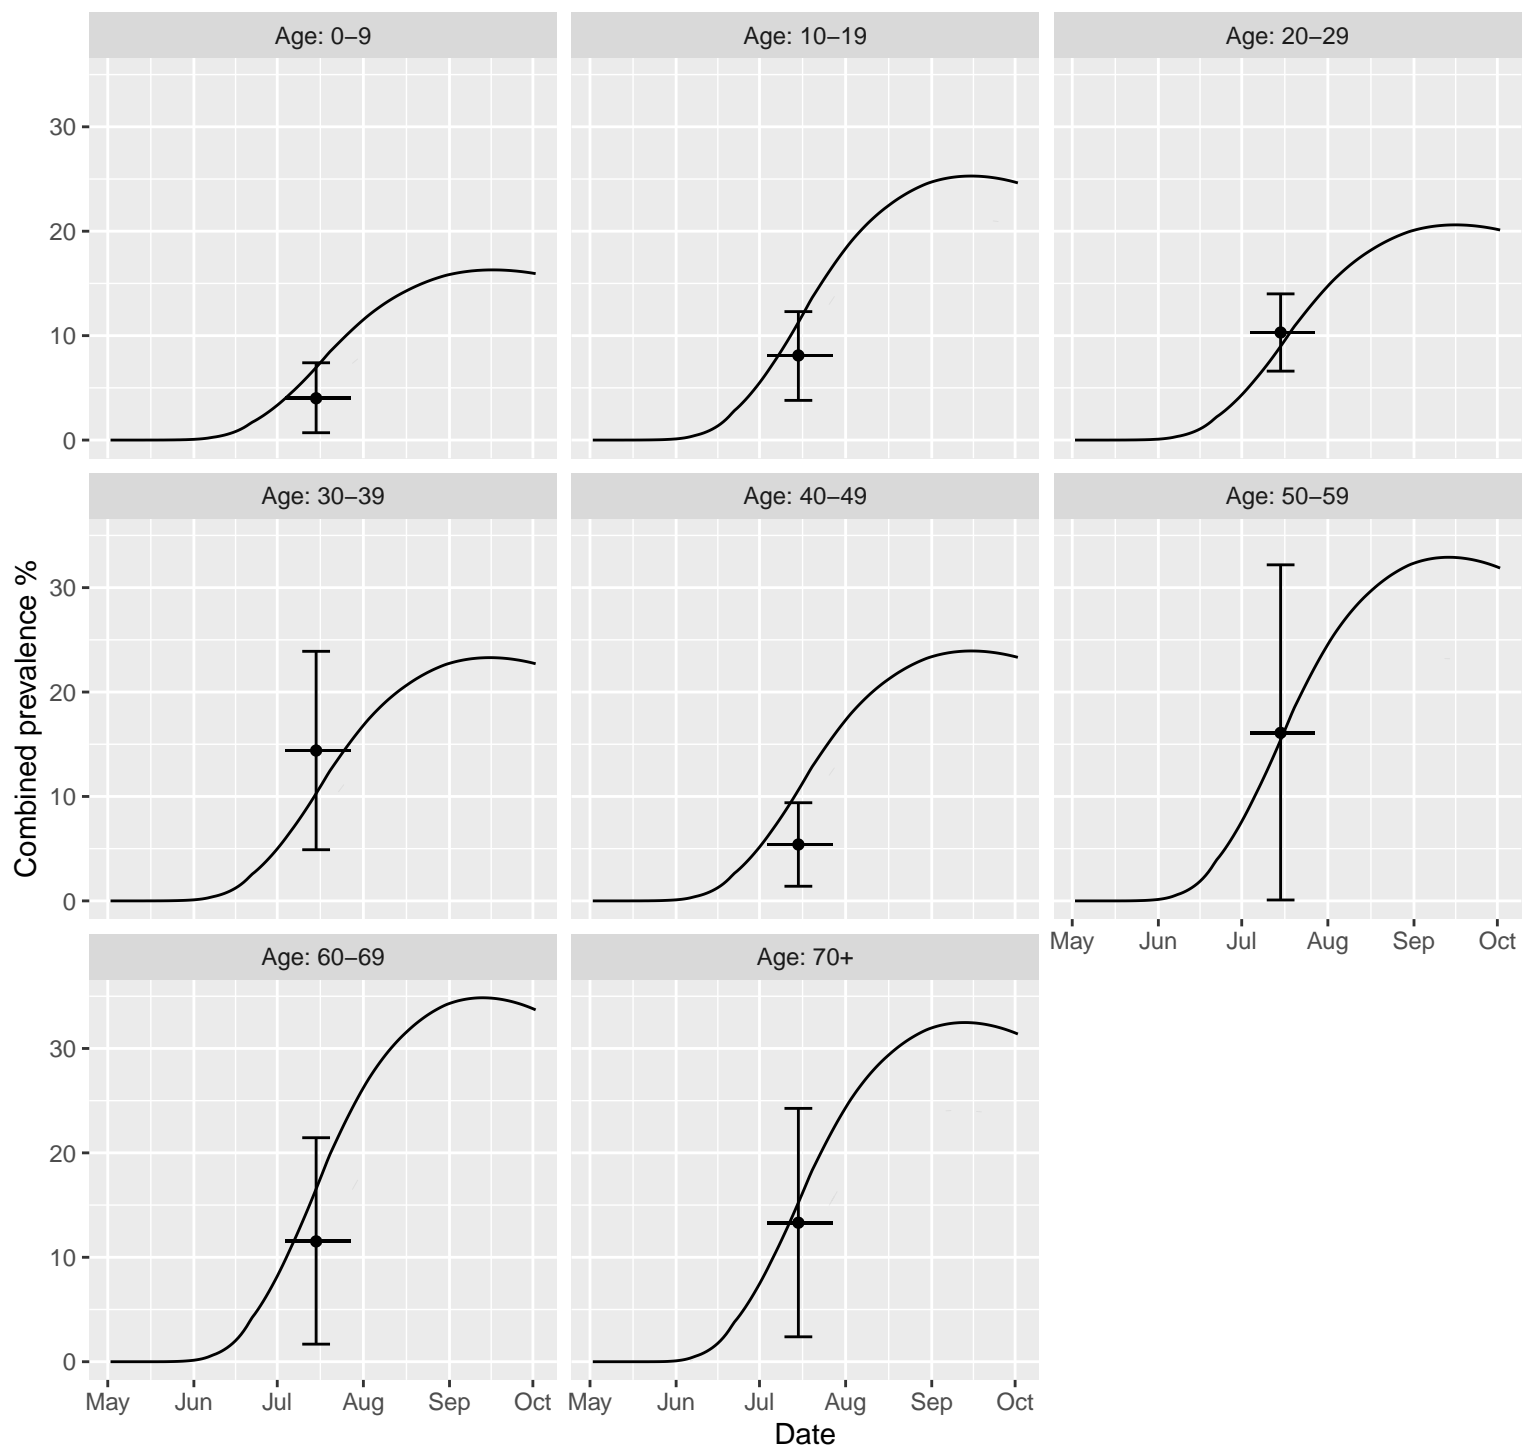 Age: 0–9
Age: 10–19
Age: 20–29
30
20
10
0
Age: 30–39
Age: 40–49
Age: 50–59
Combined prevalence %
30
20
10
0
May Jun Jul Aug Sep Oct
Age: 60–69
Age: 70+
30
20
10
0
May Jun Jul Aug Sep Oct
May Jun Jul Aug Sep Oct
Date